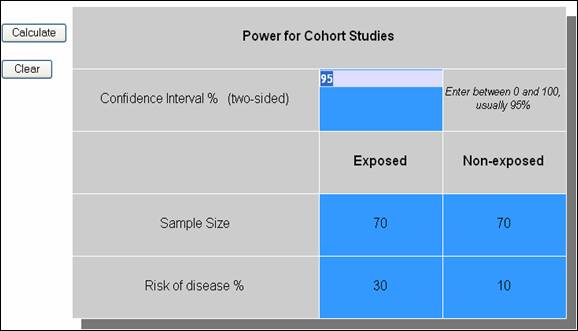 Calculate
Clear
Power for Cohort Studies
Confidence Interval % (two-sided)
95
Enter between 0 and 100,
usually 95%
Exposed
Non-exposed
Sample Size
70
70
Risk of disease %
30
10